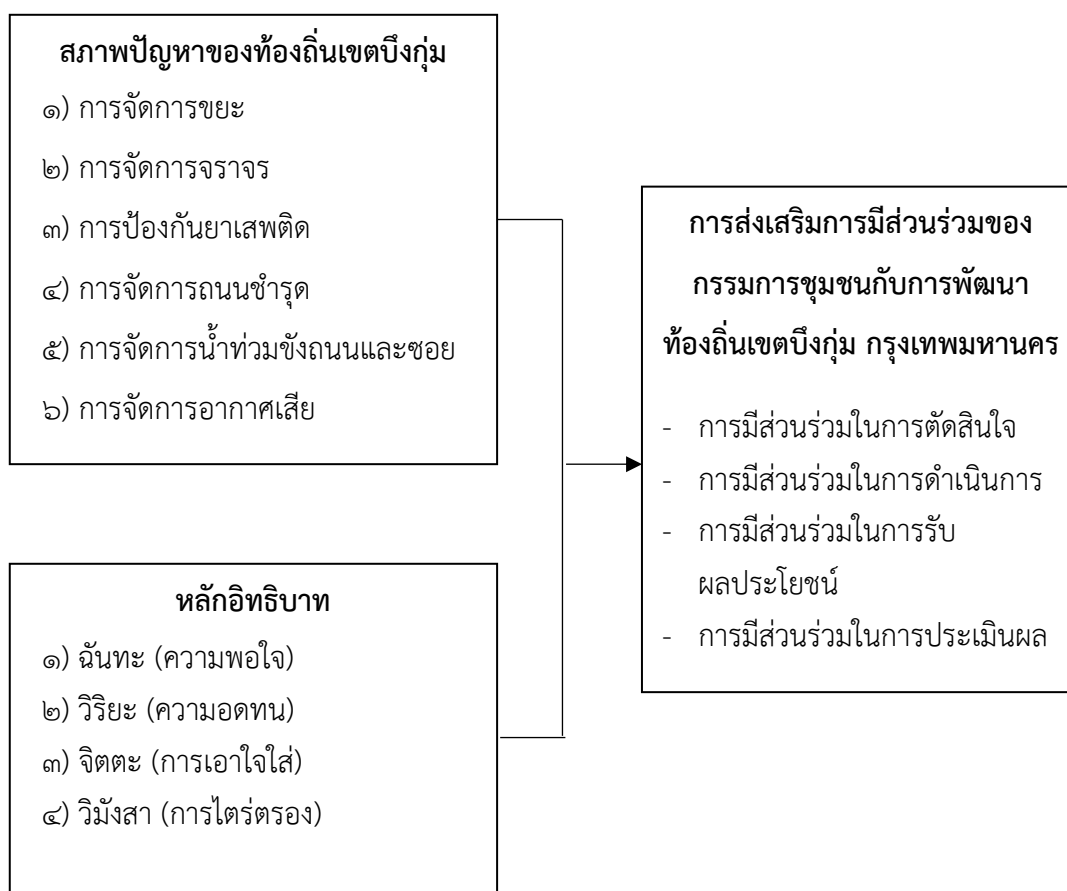 สภาพปัญหาของท้องถิ่นเขตบึงกุ่ม
๑) การจัดการขยะ
๒) การจัดการจราจร
๓) การป้องกันยาเสพติด
๔) การจัดการถนนชำรุด
๕) การจัดการน้ำท่วมขังถนนและซอย
๖) การจัดการอากาศเสีย
หลักอิทธิบาท
๑) ฉันทะ (ความพอใจ)
๒) วิริยะ (ความอดทน)
๓) จิตตะ (การเอาใจใส่)
๔) วิมังสา (การไตร่ตรอง)
การส่งเสริมการมีส่วนร่วมของ
กรรมการชุมชนกับการพัฒนา
ท้องถิ่นเขตบึงกุ่ม กรุงเทพมหานคร
- การมีส่วนร่วมในการตัดสินใจ
- การมีส่วนร่วมในการดำเนินการ
- การมีส่วนร่วมในการรับ
ผลประโยชน์
- การมีส่วนร่วมในการประเมินผล